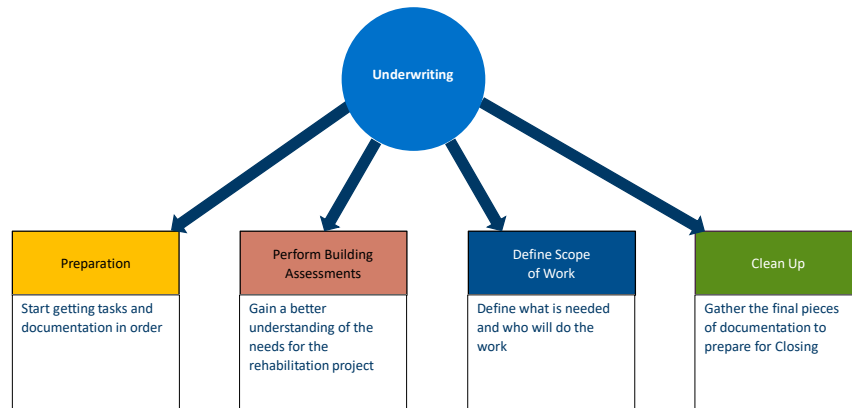 Underwriting
Preparation
Start getting tasks and
documentation in order
Perform Building
Assessments
Gain a better
understanding of the
needs for the
rehabilitation project
Define Scope
of Work
Define what is needed
and who will do the
work
Clean Up
Gather the final pieces
of documentation to
prepare for Closing